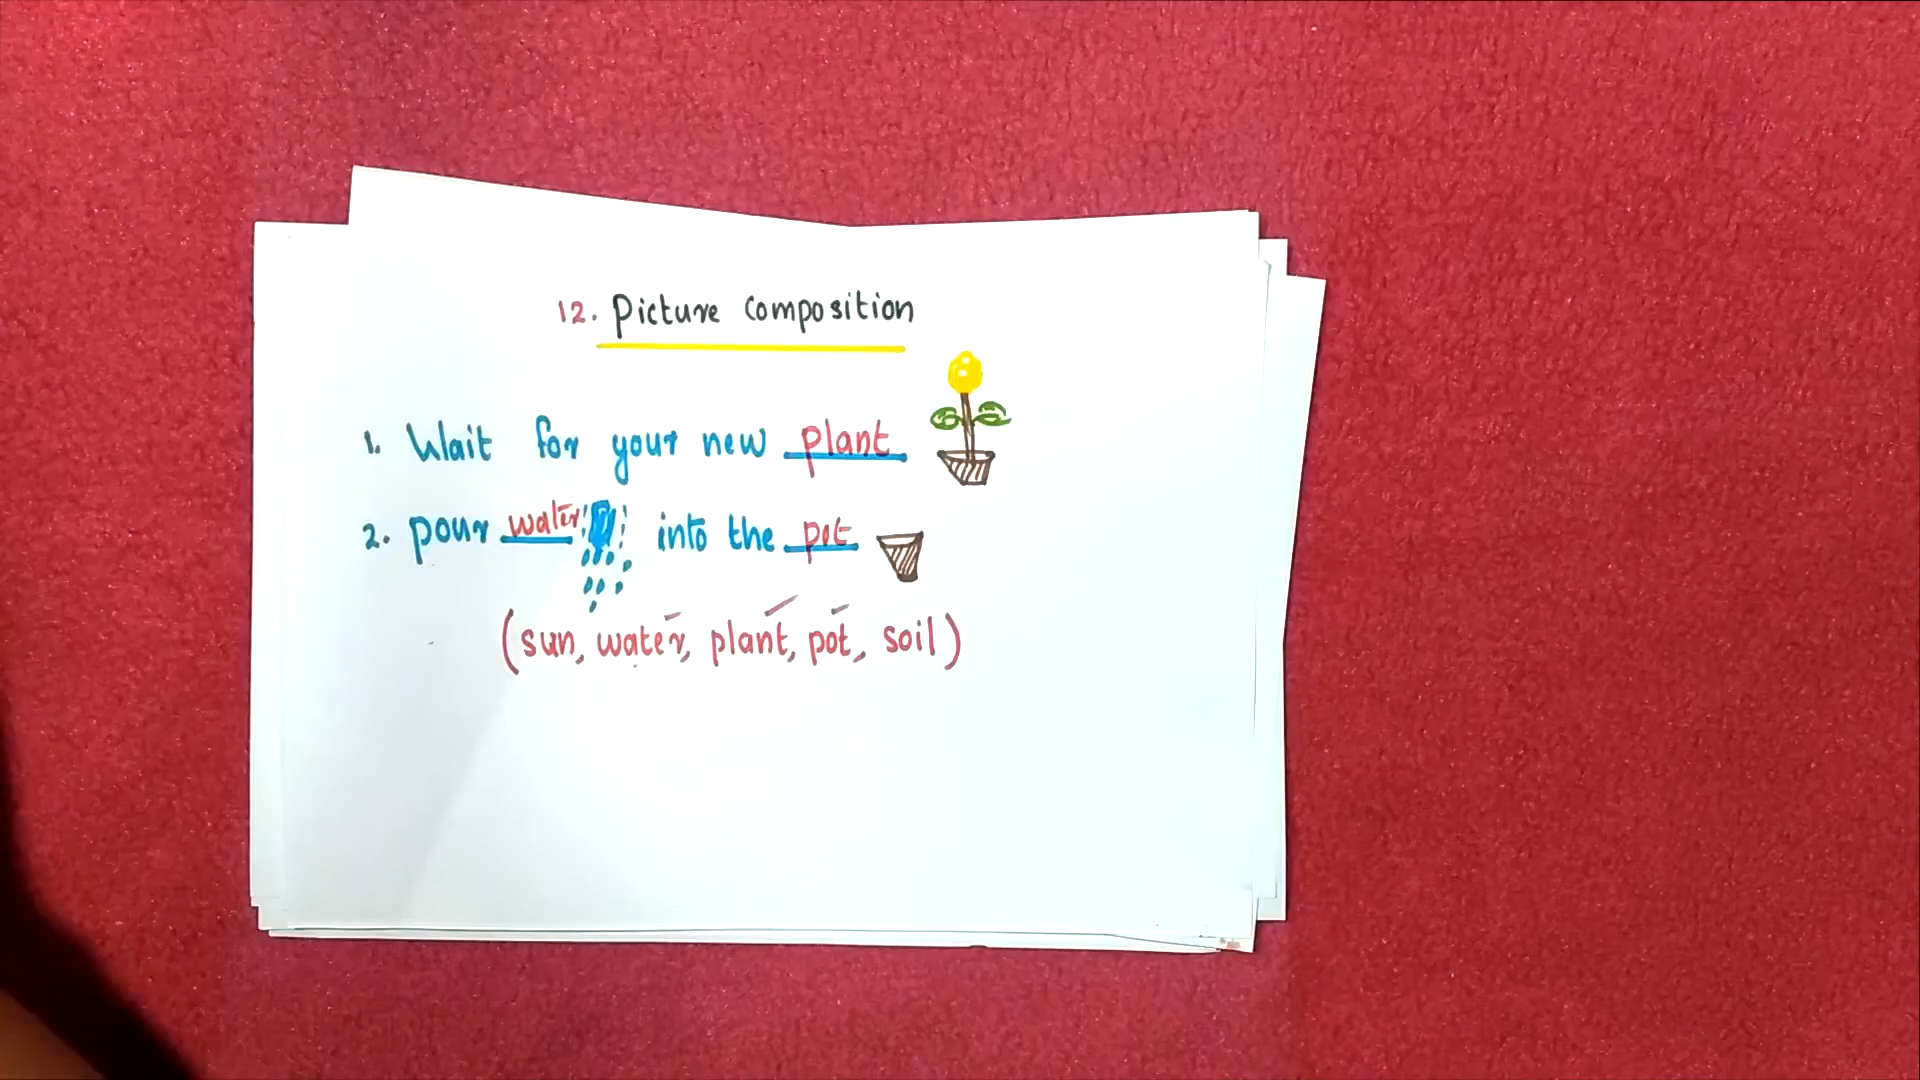 12. Picture composition
1. Wait for your new plant
2. pour water into the pot
(sun, water, plant, pot, soil)